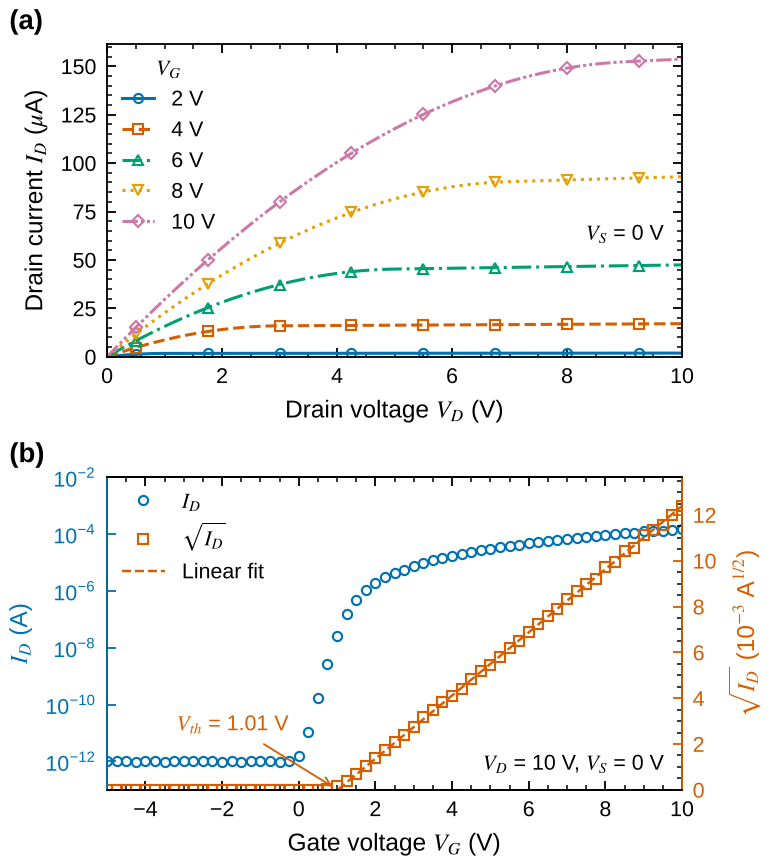 (a)
Drain current I_D (μA)
150
125
100
75
50
25
0
V_G
2 V
4 V
6 V
8 V
10 V
V_S = 0 V
0 2 4 6 8 10
Drain voltage V_D (V)
(b)
I_D (A)
10⁻²
10⁻⁴
10⁻⁶
10⁻⁸
10⁻¹⁰
10⁻¹²
I_D
√I_D
Linear fit
V_th = 1.01 V
V_D = 10 V, V_S = 0 V
12
10
8
6
4
2
0
√I_D (10⁻³ A¹ᐟ²)
−4 −2 0 2 4 6 8 10
Gate voltage V_G (V)